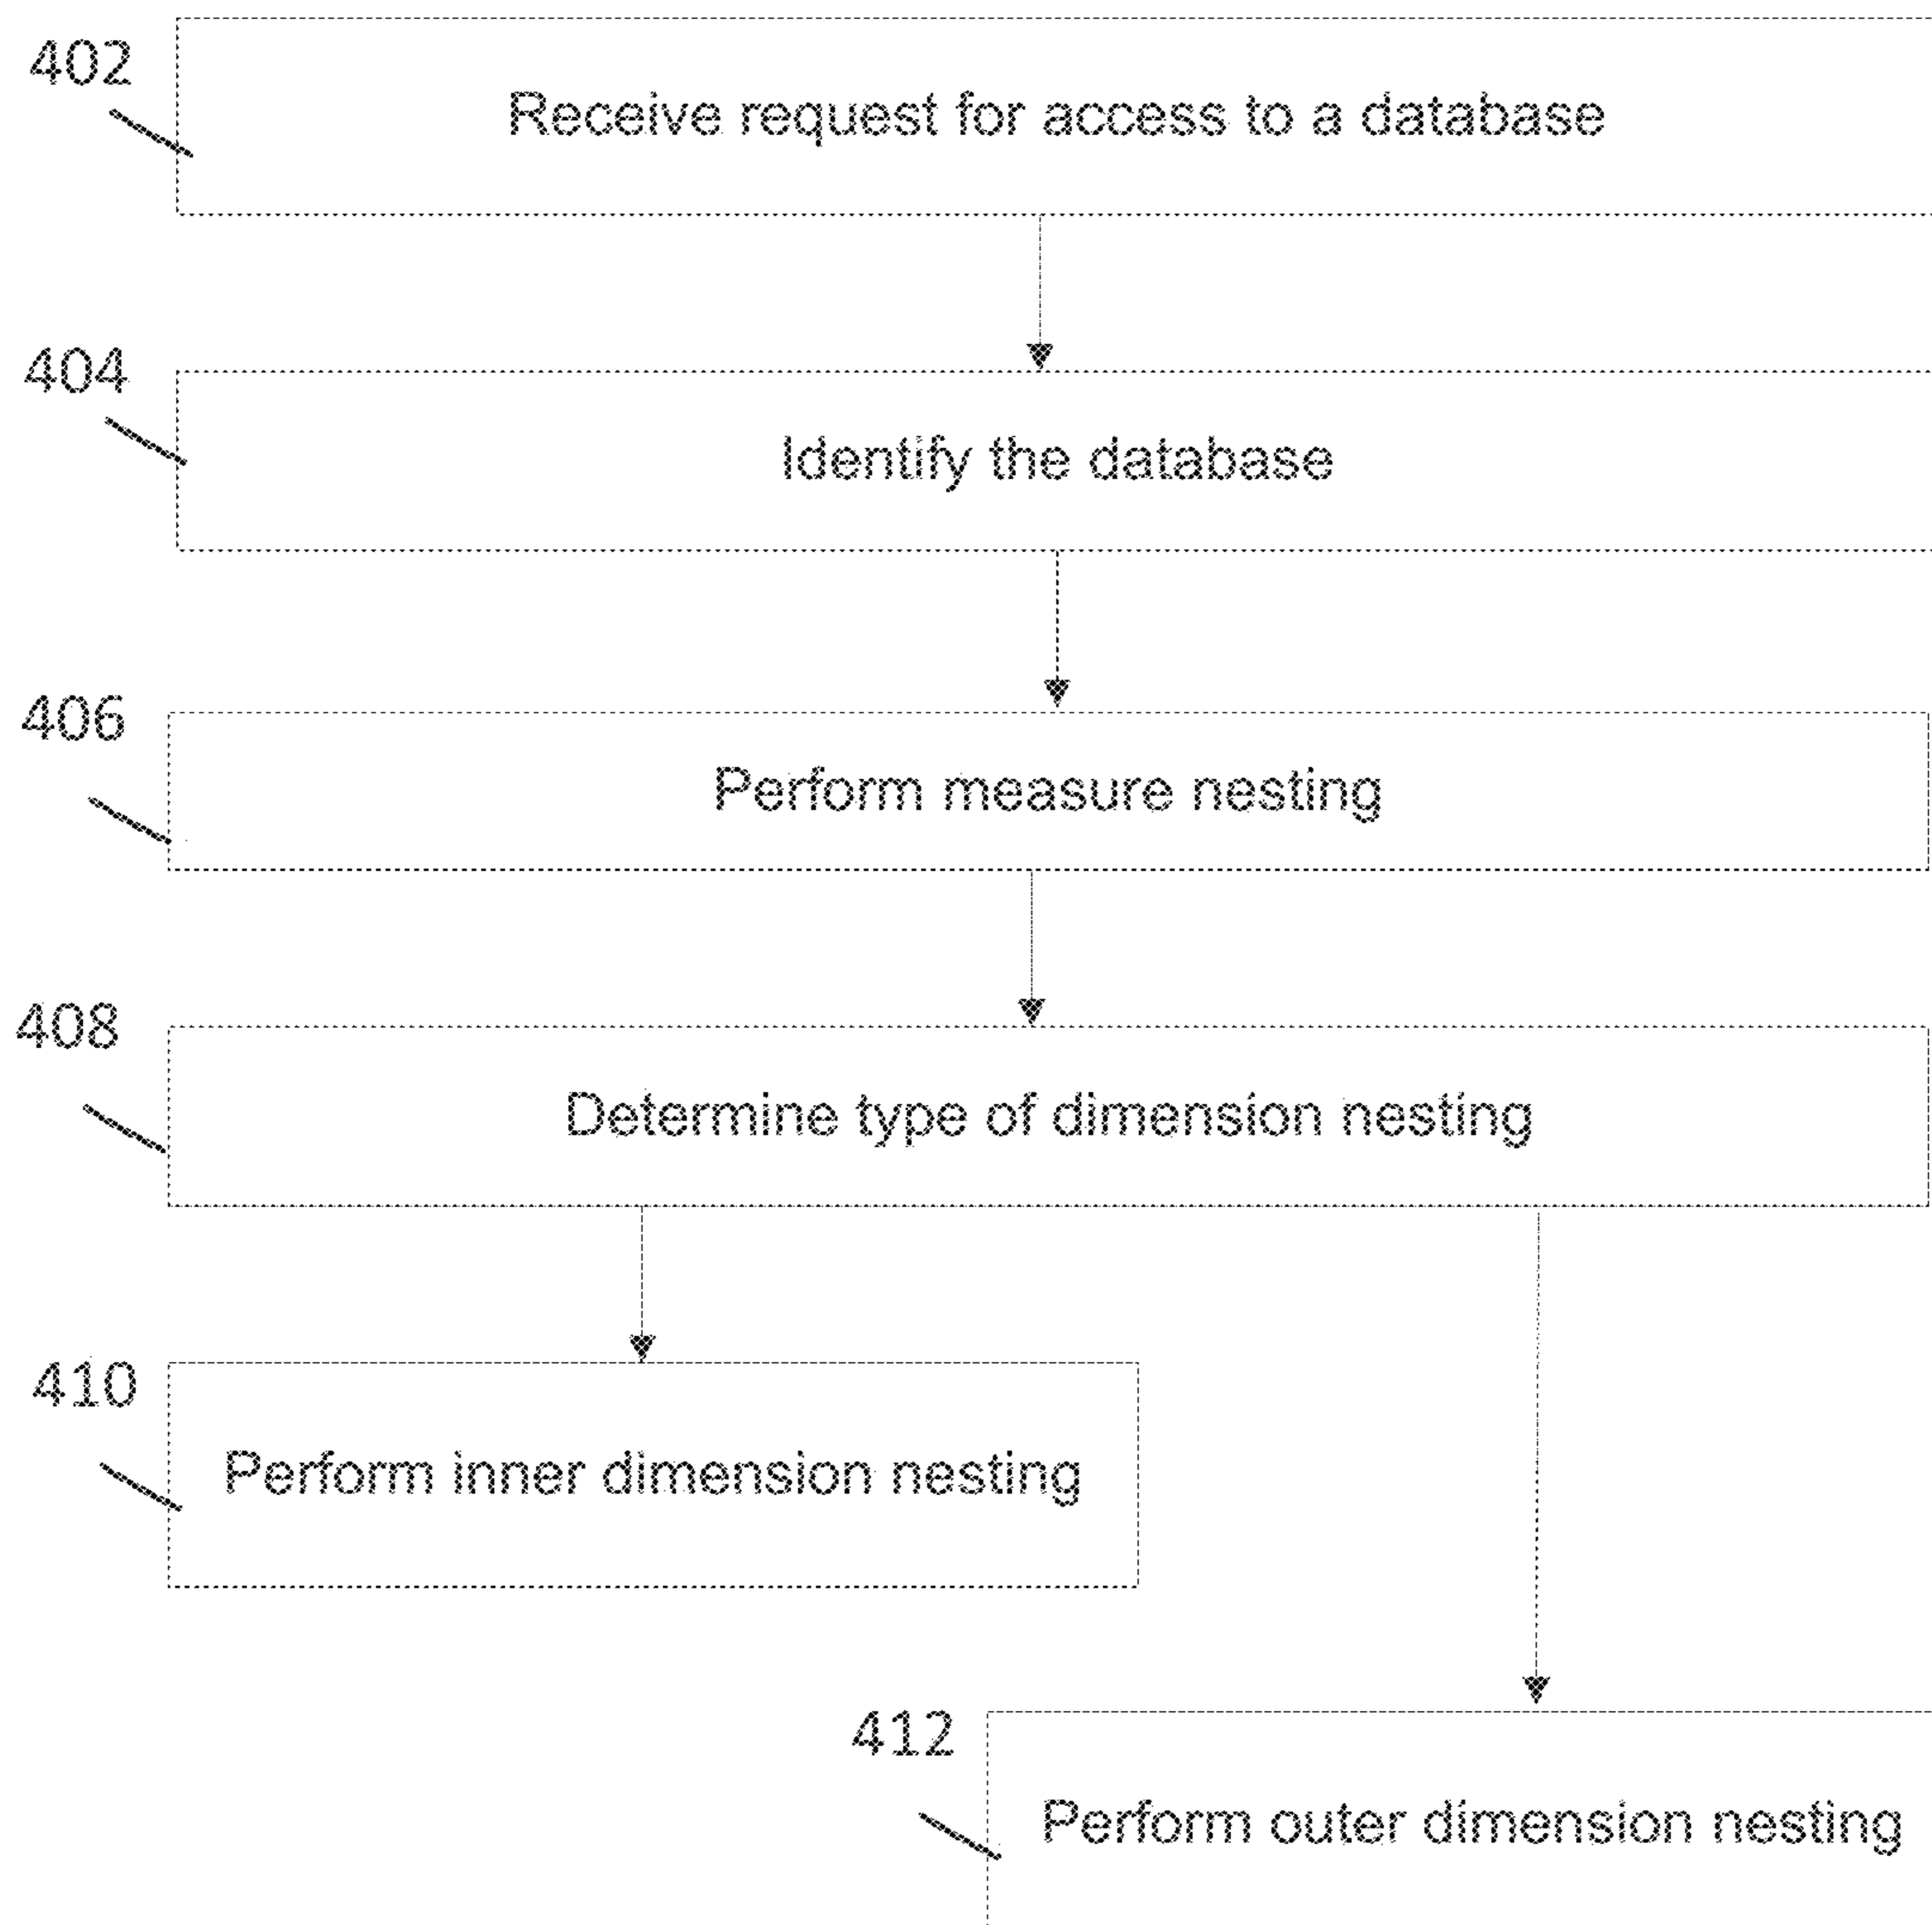 402
Receive request for access to a database
404
Identify the database
406
Perform measure nesting
408
Determine type of dimension nesting
410
Perform inner dimension nesting
412
Perform outer dimension nesting